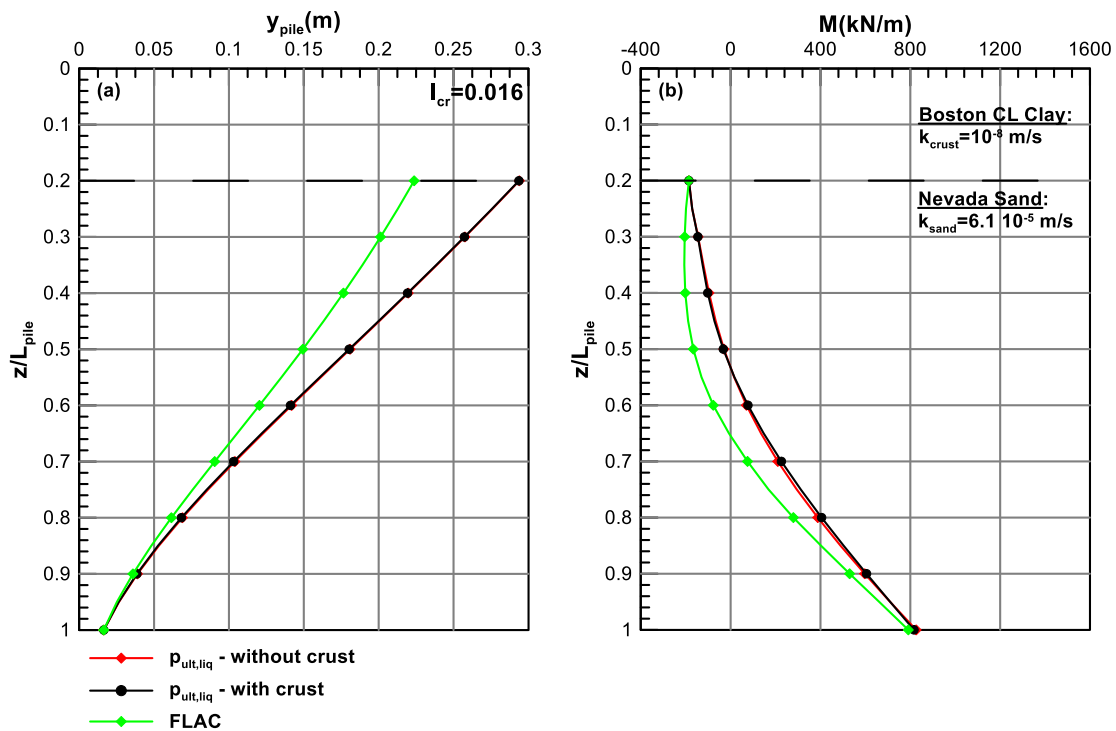 y_pile(m)
0 0.05 0.1 0.15 0.2 0.25 0.3
(a)
I_cr=0.016
0
0.1
0.2
0.3
0.4
0.5
0.6
0.7
0.8
0.9
1
z/L_pile
M(kN/m)
-400 0 400 800 1200 1600
(b)
Boston CL Clay:
k_crust=10^-8 m/s
Nevada Sand:
k_sand=6.1 10^-5 m/s
0
0.1
0.2
0.3
0.4
0.5
0.6
0.7
0.8
0.9
1
z/L_pile
p_ult,liq - without crust
p_ult,liq - with crust
FLAC